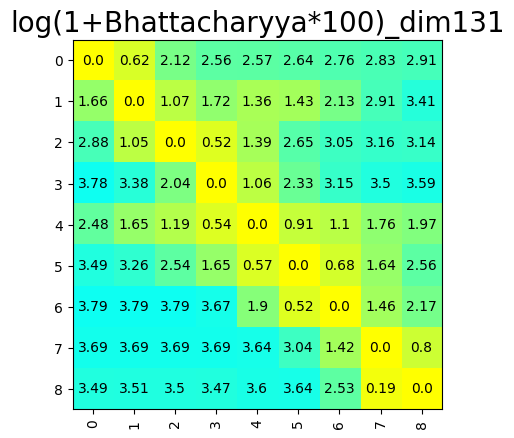 log(1+Bhattacharyya*100)_dim131
0 0.0 0.62 2.12 2.56 2.57 2.64 2.76 2.83 2.91
1 1.66 0.0 1.07 1.72 1.36 1.43 2.13 2.91 3.41
2 2.88 1.05 0.0 0.52 1.39 2.65 3.05 3.16 3.14
3 3.78 3.38 2.04 0.0 1.06 2.33 3.15 3.5 3.59
4 2.48 1.65 1.19 0.54 0.0 0.91 1.1 1.76 1.97
5 3.49 3.26 2.54 1.65 0.57 0.0 0.68 1.64 2.56
6 3.79 3.79 3.79 3.67 1.9 0.52 0.0 1.46 2.17
7 3.69 3.69 3.69 3.69 3.64 3.04 1.42 0.0 0.8
8 3.49 3.51 3.5 3.47 3.6 3.64 2.53 0.19 0.0
0 1 2 3 4 5 6 7 8